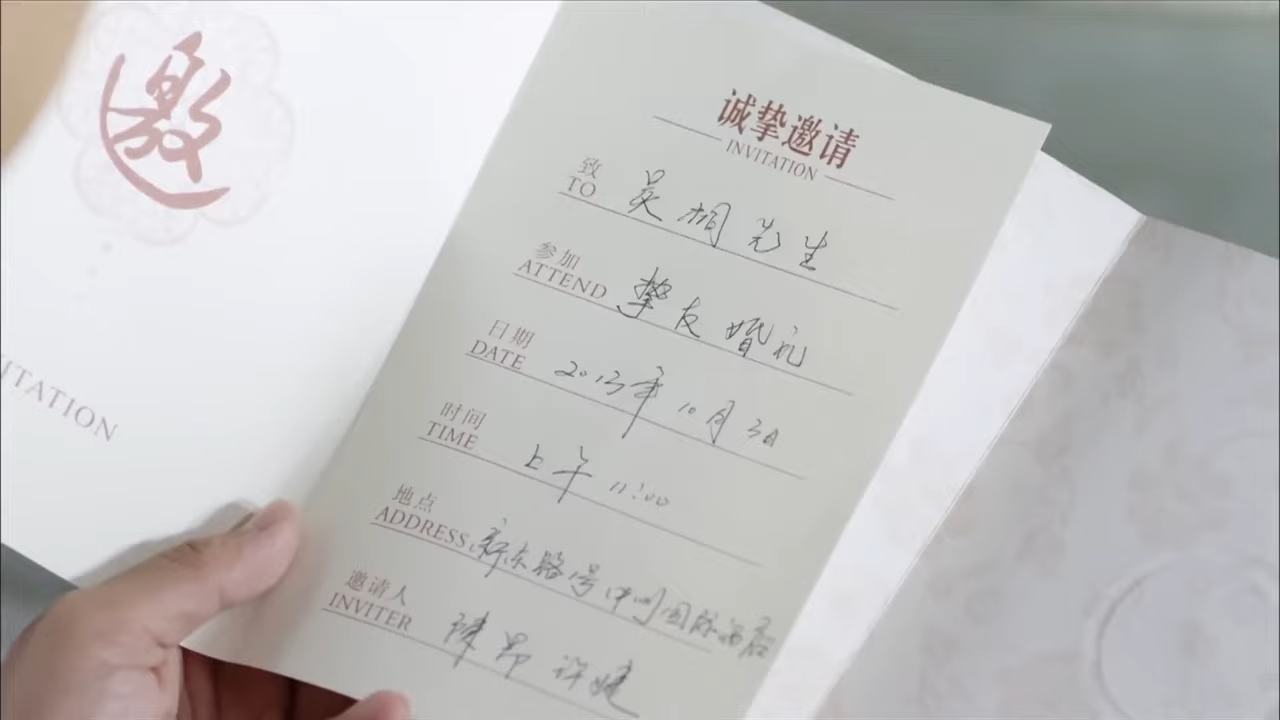 邀
ITATION
诚挚邀请
INVITATION
致
TO 吴桐先生
参加
ATTEND 挚友婚礼
日期
DATE 2013年10月3日
时间
TIME 上午11:00
地点
ADDRESS 新东路 号中州国际酒店
邀请人
INVITER 许婕